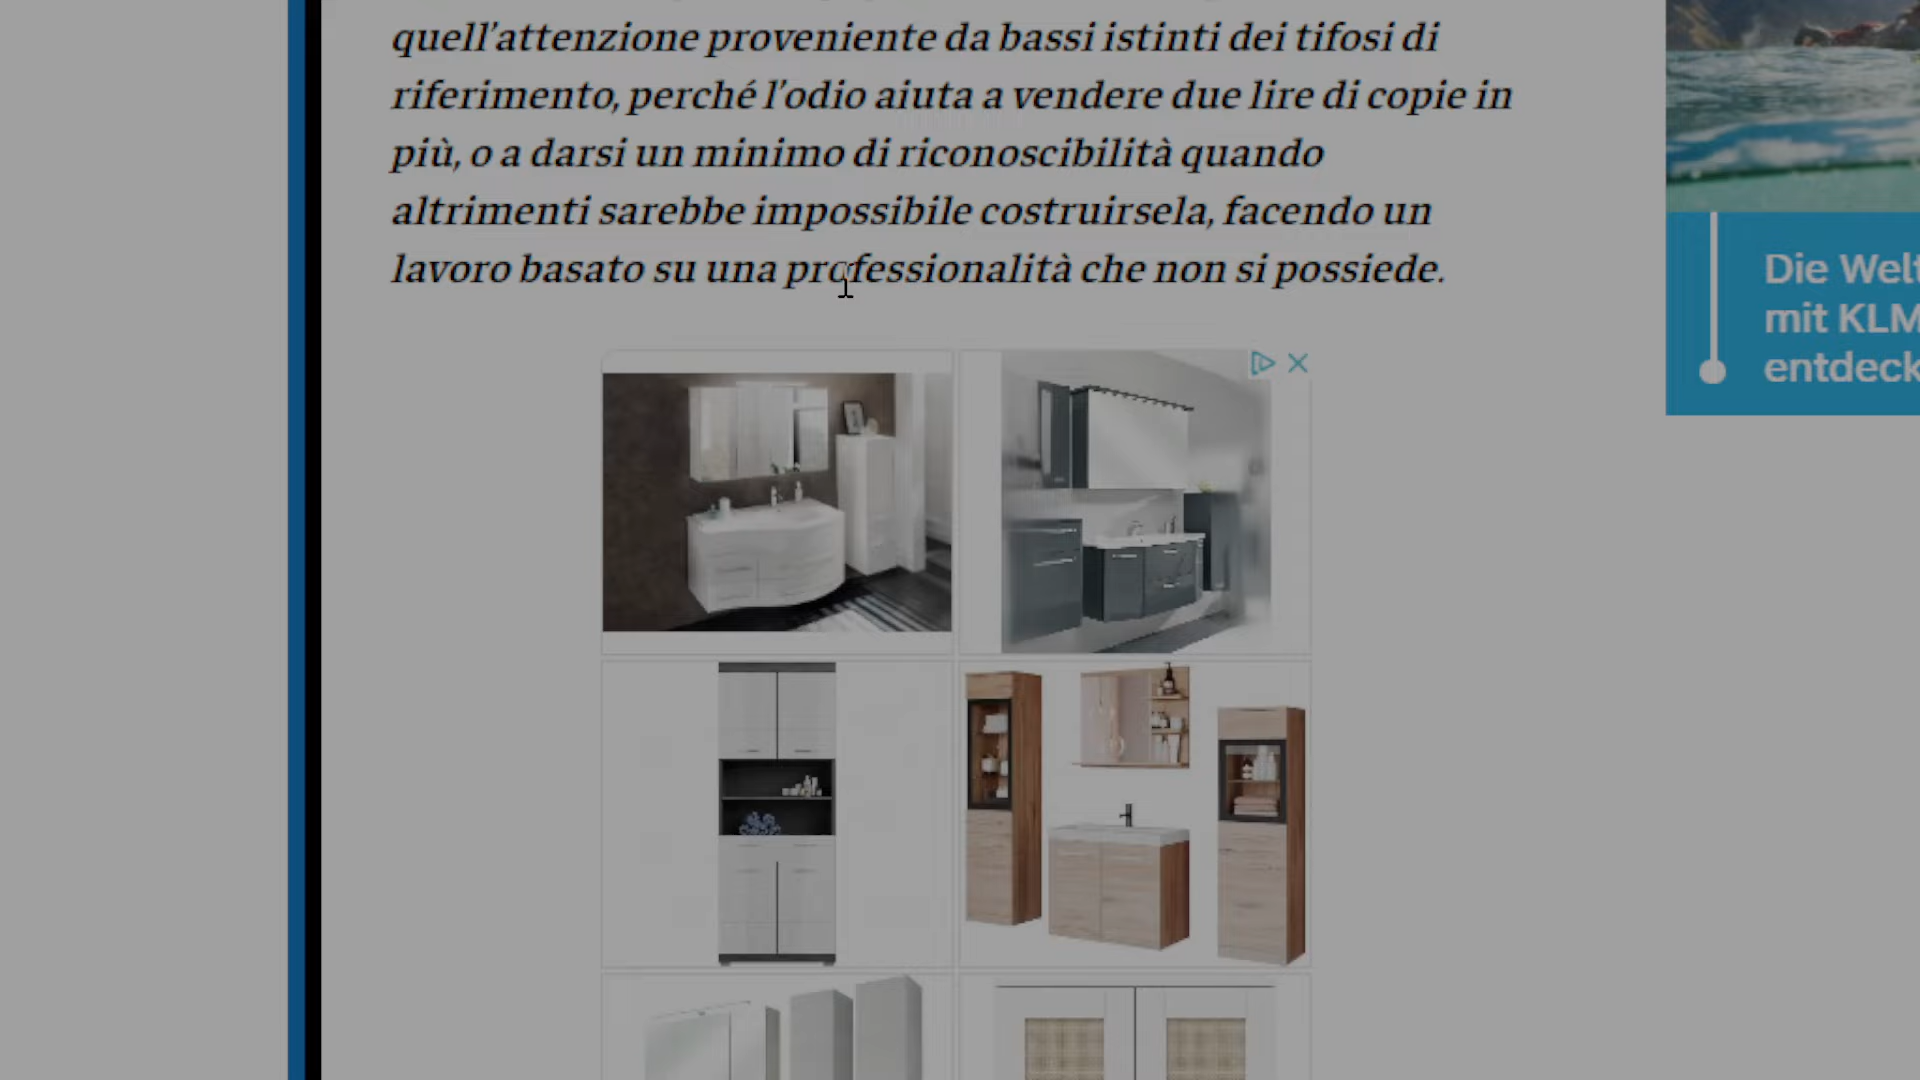 quell'attenzione proveniente da bassi istinti dei tifosi di
riferimento, perché l'odio aiuta a vendere due lire di copie in
più, o a darsi un minimo di riconoscibilità quando
altrimenti sarebbe impossibile costruirsela, facendo un
lavoro basato su una professionalità che non si possiede.
Die Welt
mit KLM
entdeck